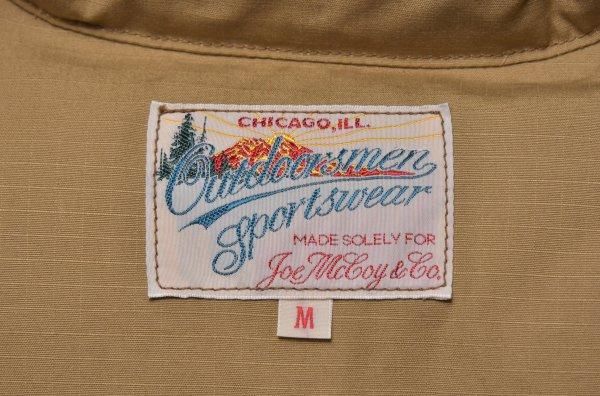 CHICAGO, ILL.
Outdoorsmen
Sportswear
MADE SOLELY FOR
Joe McCoy & Co.
M